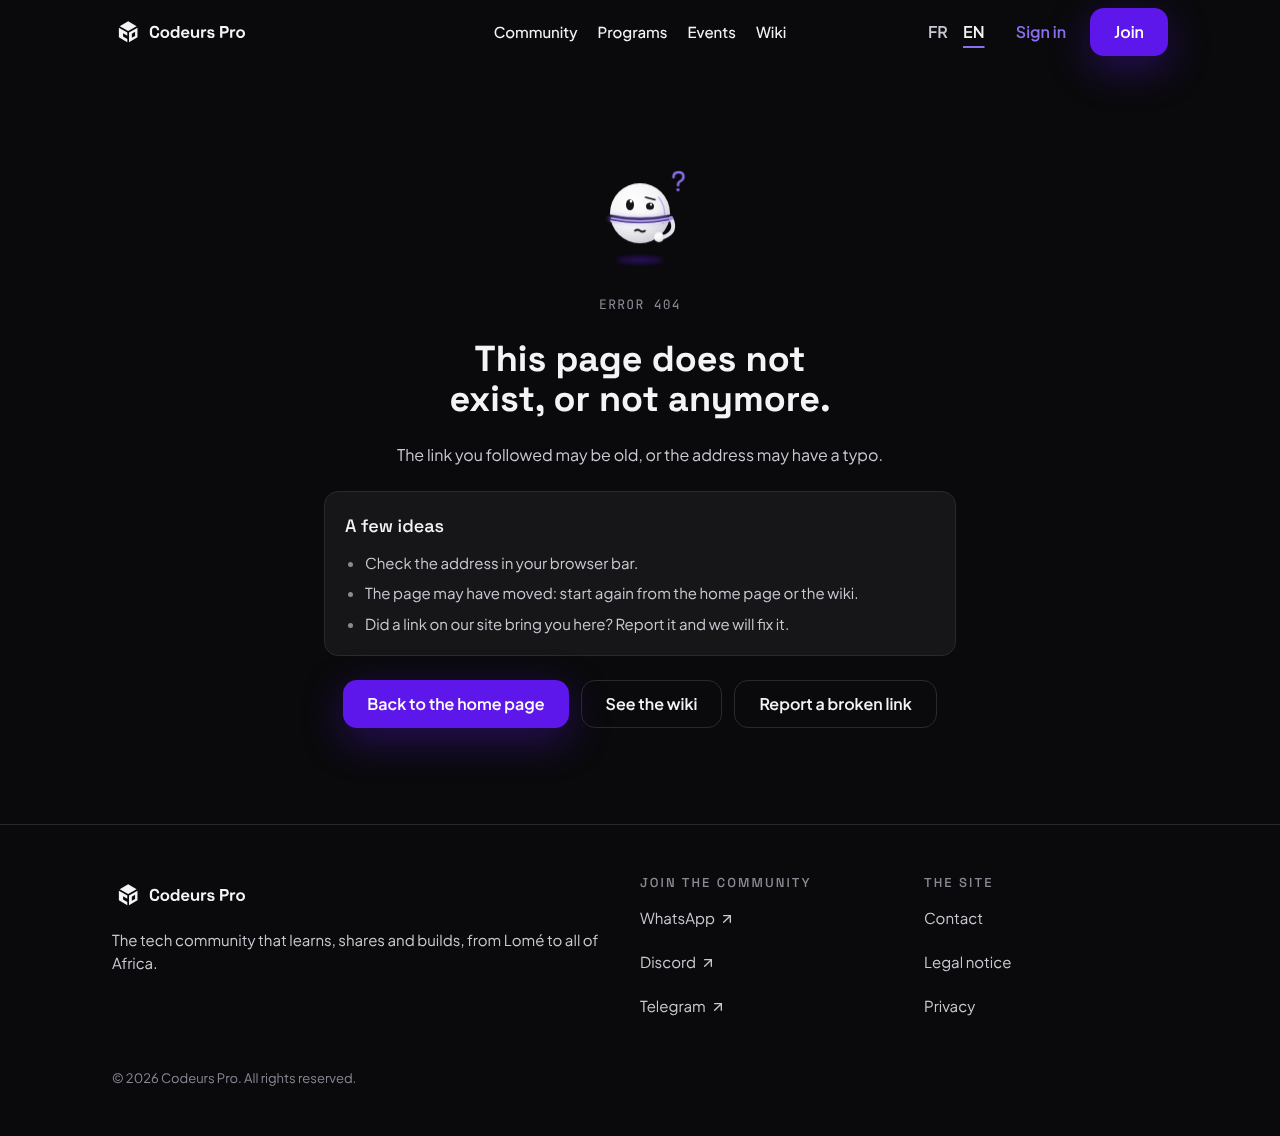 Codeurs Pro
Community Programs Events Wiki
FR EN Sign in Join
?
ERROR 404
This page does not
exist, or not anymore.
The link you followed may be old, or the address may have a typo.
A few ideas
• Check the address in your browser bar.
• The page may have moved: start again from the home page or the wiki.
• Did a link on our site bring you here? Report it and we will fix it.
Back to the home page See the wiki Report a broken link
Codeurs Pro
The tech community that learns, shares and builds, from Lomé to all of
Africa.
JOIN THE COMMUNITY
WhatsApp
Discord
Telegram
THE SITE
Contact
Legal notice
Privacy
© 2026 Codeurs Pro. All rights reserved.